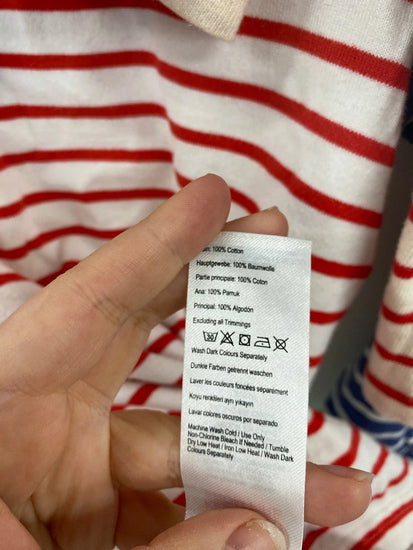 100% Cotton
Hauptgewebe: 100% Baumwolle
Partie principale: 100% Coton
Ana: 100% Pamuk
Principal: 100% Algodón
Excluding all Trimmings
Wash Dark Colours Separately
Dunkle Farben getrennt waschen
Laver les couleurs foncées séparément
Koyu renkleri ayrı yıkayın
Lavar colores oscuros por separado
Machine Wash Cold / Use Only
Non-Chlorine Bleach If Needed / Tumble
Dry Low Heat / Iron Low Heat / Wash Dark
Colours Separately